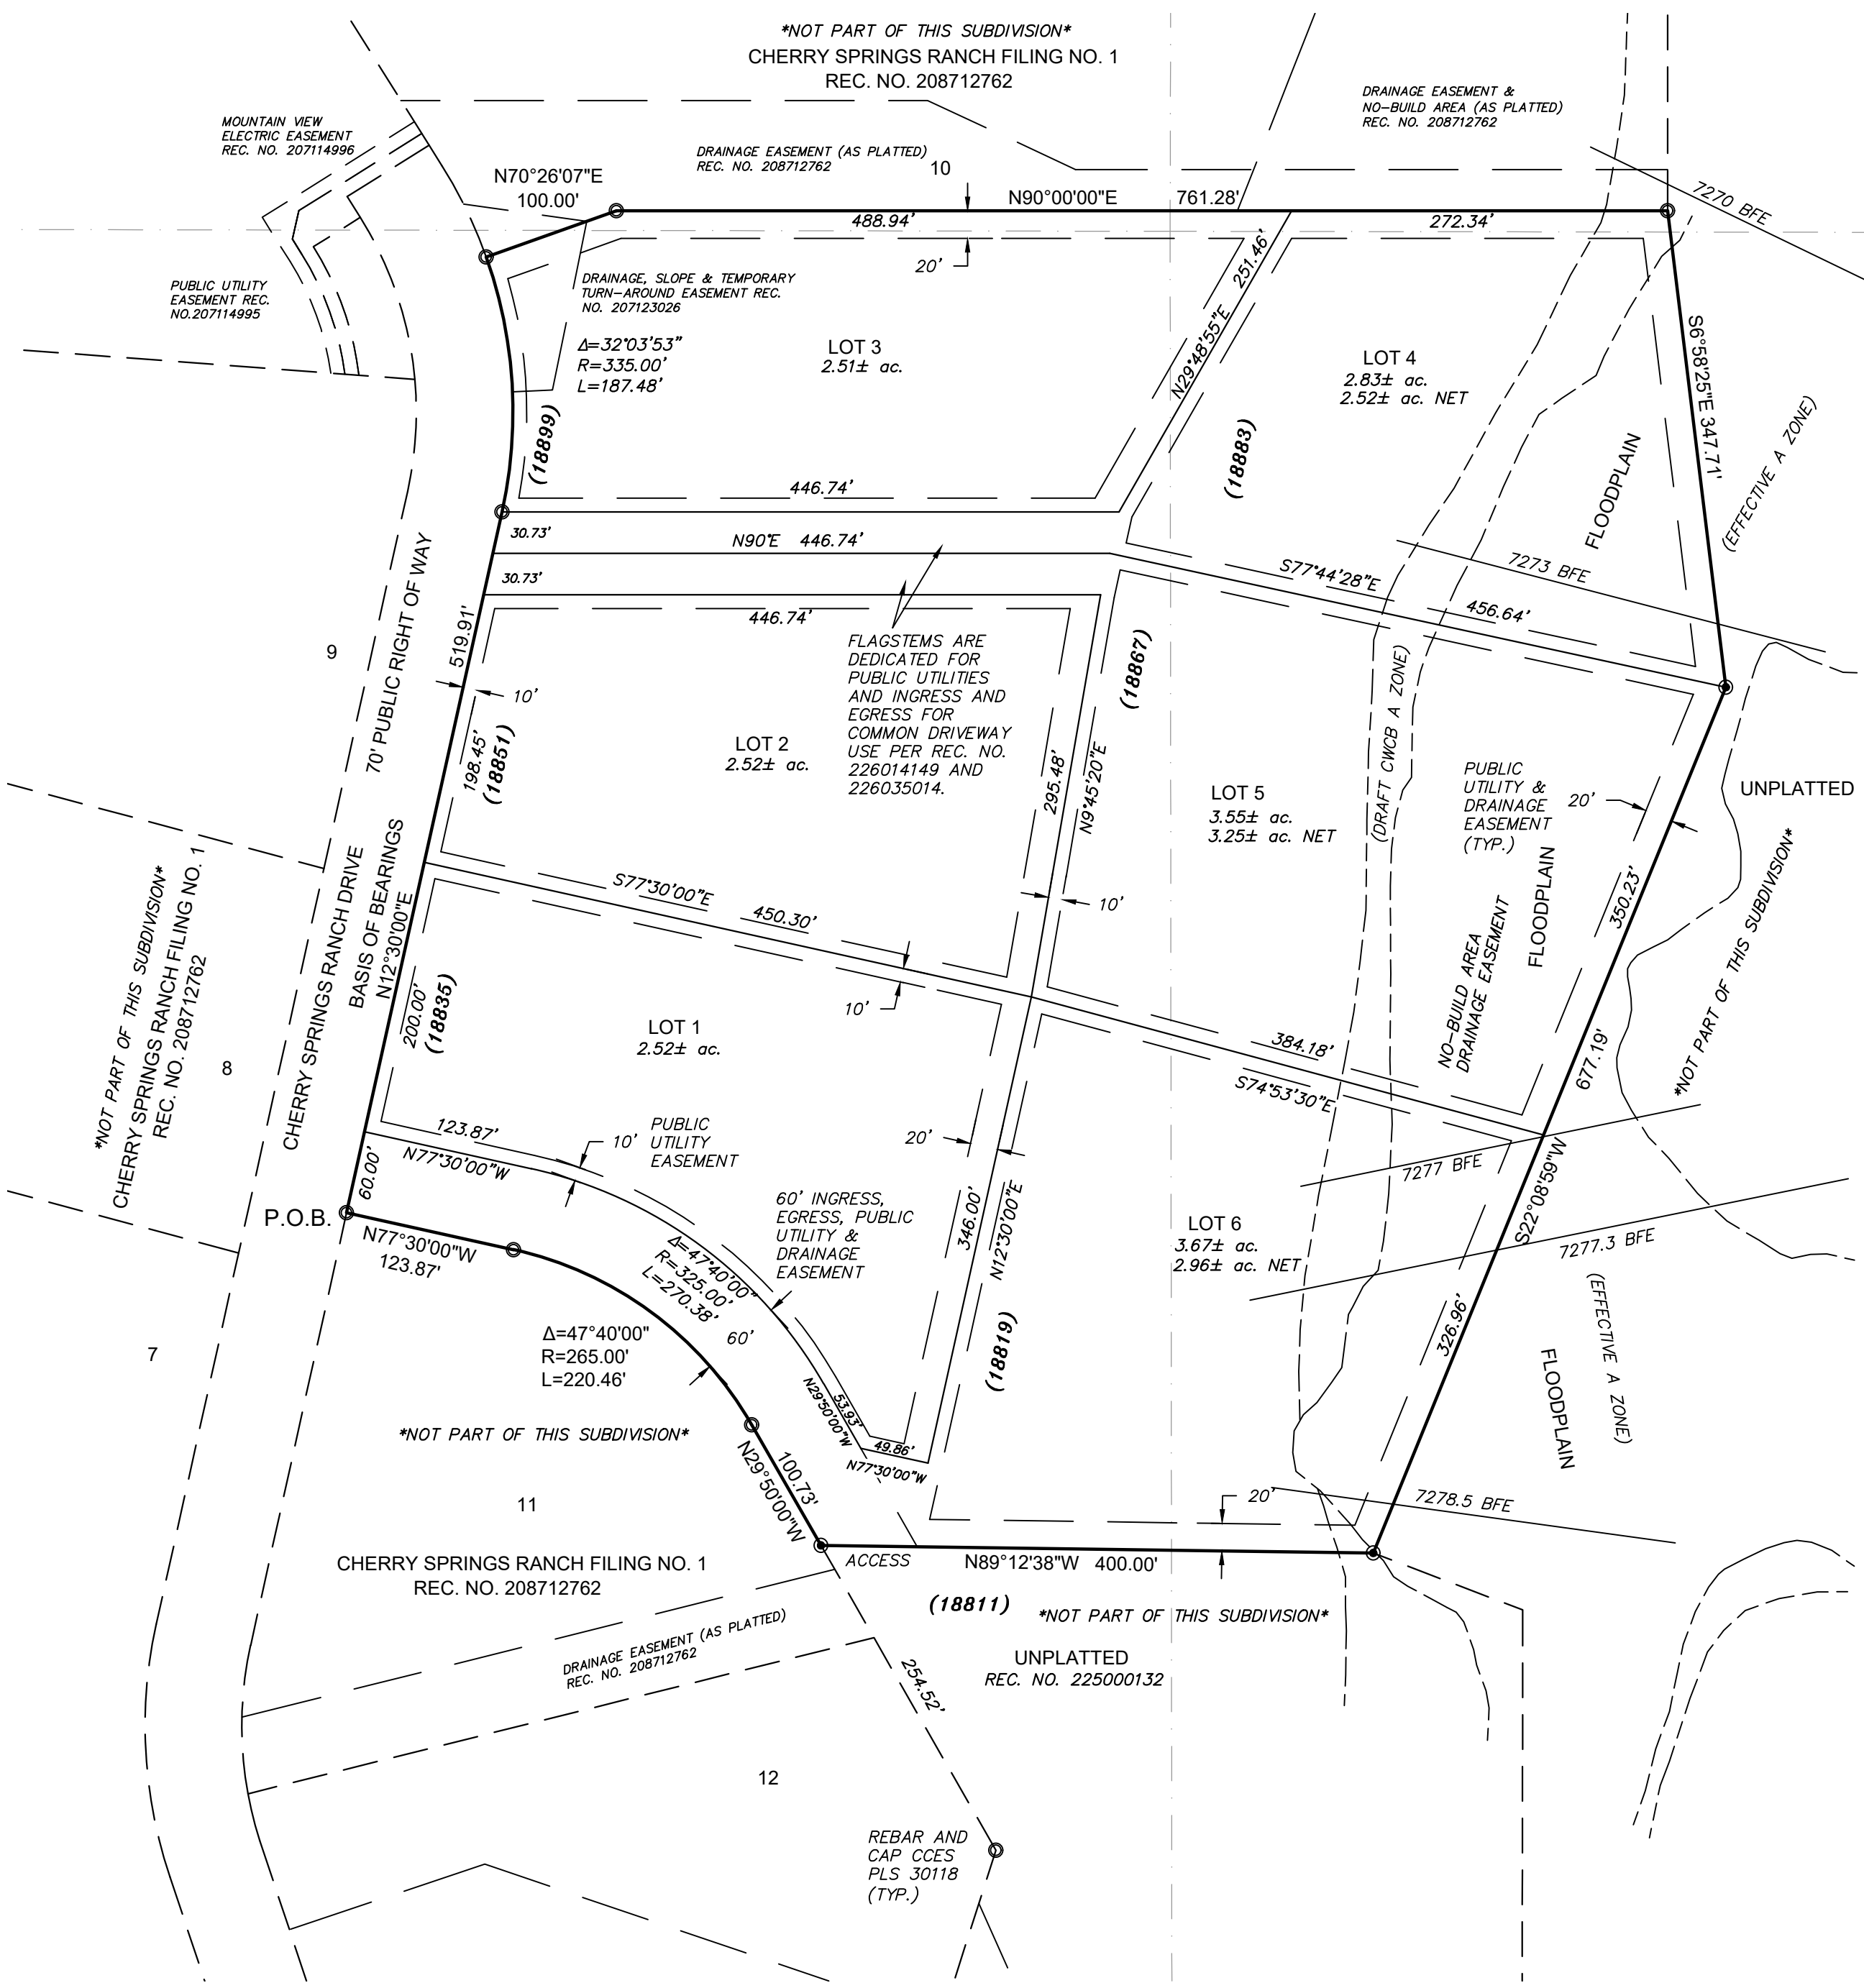 *NOT PART OF THIS SUBDIVISION*
CHERRY SPRINGS RANCH FILING NO. 1
REC. NO. 208712762
DRAINAGE EASEMENT &
NO-BUILD AREA (AS PLATTED)
REC. NO. 208712762
MOUNTAIN VIEW
ELECTRIC EASEMENT
REC. NO. 207114996
DRAINAGE EASEMENT (AS PLATTED)
REC. NO. 208712762
10
N70°26'07"E
100.00'
N90°00'00"E
761.28'
7270 BFE
488.94'
272.34'
20'
251.46'
N29°48'55"E
PUBLIC UTILITY
EASEMENT REC.
NO.207114995
DRAINAGE, SLOPE & TEMPORARY
TURN-AROUND EASEMENT REC.
NO. 207123026
Δ=32°03'53"
R=335.00'
L=187.48'
LOT 3
2.51± ac.
LOT 4
2.83± ac.
2.52± ac. NET
S6°58'25"E 347.71'
(EFFECTIVE A ZONE)
FLOODPLAIN
(18899)
(18883)
446.74'
30.73'
N90°E 446.74'
30.73'
446.74'
7273 BFE
S77°44'28"E
456.64'
9
519.91'
70' PUBLIC RIGHT OF WAY
10'
198.45'
(18851)
LOT 2
2.52± ac.
FLAGSTEMS ARE
DEDICATED FOR
PUBLIC UTILITIES
AND INGRESS AND
EGRESS FOR
COMMON DRIVEWAY
USE PER REC. NO.
226014149 AND
226035014.
(18867)
295.48'
N9°45'20"E
(DRAFT CWCB A ZONE)
LOT 5
3.55± ac.
3.25± ac. NET
PUBLIC
UTILITY &
DRAINAGE
EASEMENT
(TYP.)
20'
UNPLATTED
*NOT PART OF THIS SUBDIVISION*
FLOODPLAIN
350.23'
NO-BUILD AREA
DRAINAGE EASEMENT
677.19'
*NOT PART OF THIS SUBDIVISION*
CHERRY SPRINGS RANCH FILING NO. 1
REC. NO. 208712762
CHERRY SPRINGS RANCH DRIVE
BASIS OF BEARINGS
N12°30'00"E
S77°30'00"E
450.30'
10'
10'
200.00'
(18835)
LOT 1
2.52± ac.
384.18'
S74°53'30"E
8
123.87'
N77°30'00"W
10'
PUBLIC
UTILITY
EASEMENT
20'
60.00'
P.O.B.
N77°30'00"W
123.87'
60' INGRESS,
EGRESS, PUBLIC
UTILITY &
DRAINAGE
EASEMENT
346.00'
N12°30'00"E
7277 BFE
S22°08'59"W
LOT 6
3.67± ac.
2.96± ac. NET
7277.3 BFE
(EFFECTIVE A ZONE)
FLOODPLAIN
326.96'
Δ=47°40'00"
R=325.00'
L=270.38'
60'
Δ=47°40'00"
R=265.00'
L=220.46'
7
(18819)
53.93'
N29°50'00"W
49.86'
N77°30'00"W
*NOT PART OF THIS SUBDIVISION*
100.73'
N29°50'00"W
20'
7278.5 BFE
11
ACCESS
N89°12'38"W 400.00'
CHERRY SPRINGS RANCH FILING NO. 1
REC. NO. 208712762
(18811)
*NOT PART OF THIS SUBDIVISION*
DRAINAGE EASEMENT (AS PLATTED)
REC. NO. 208712762
UNPLATTED
REC. NO. 225000132
254.52'
12
REBAR AND
CAP CCES
PLS 30118
(TYP.)